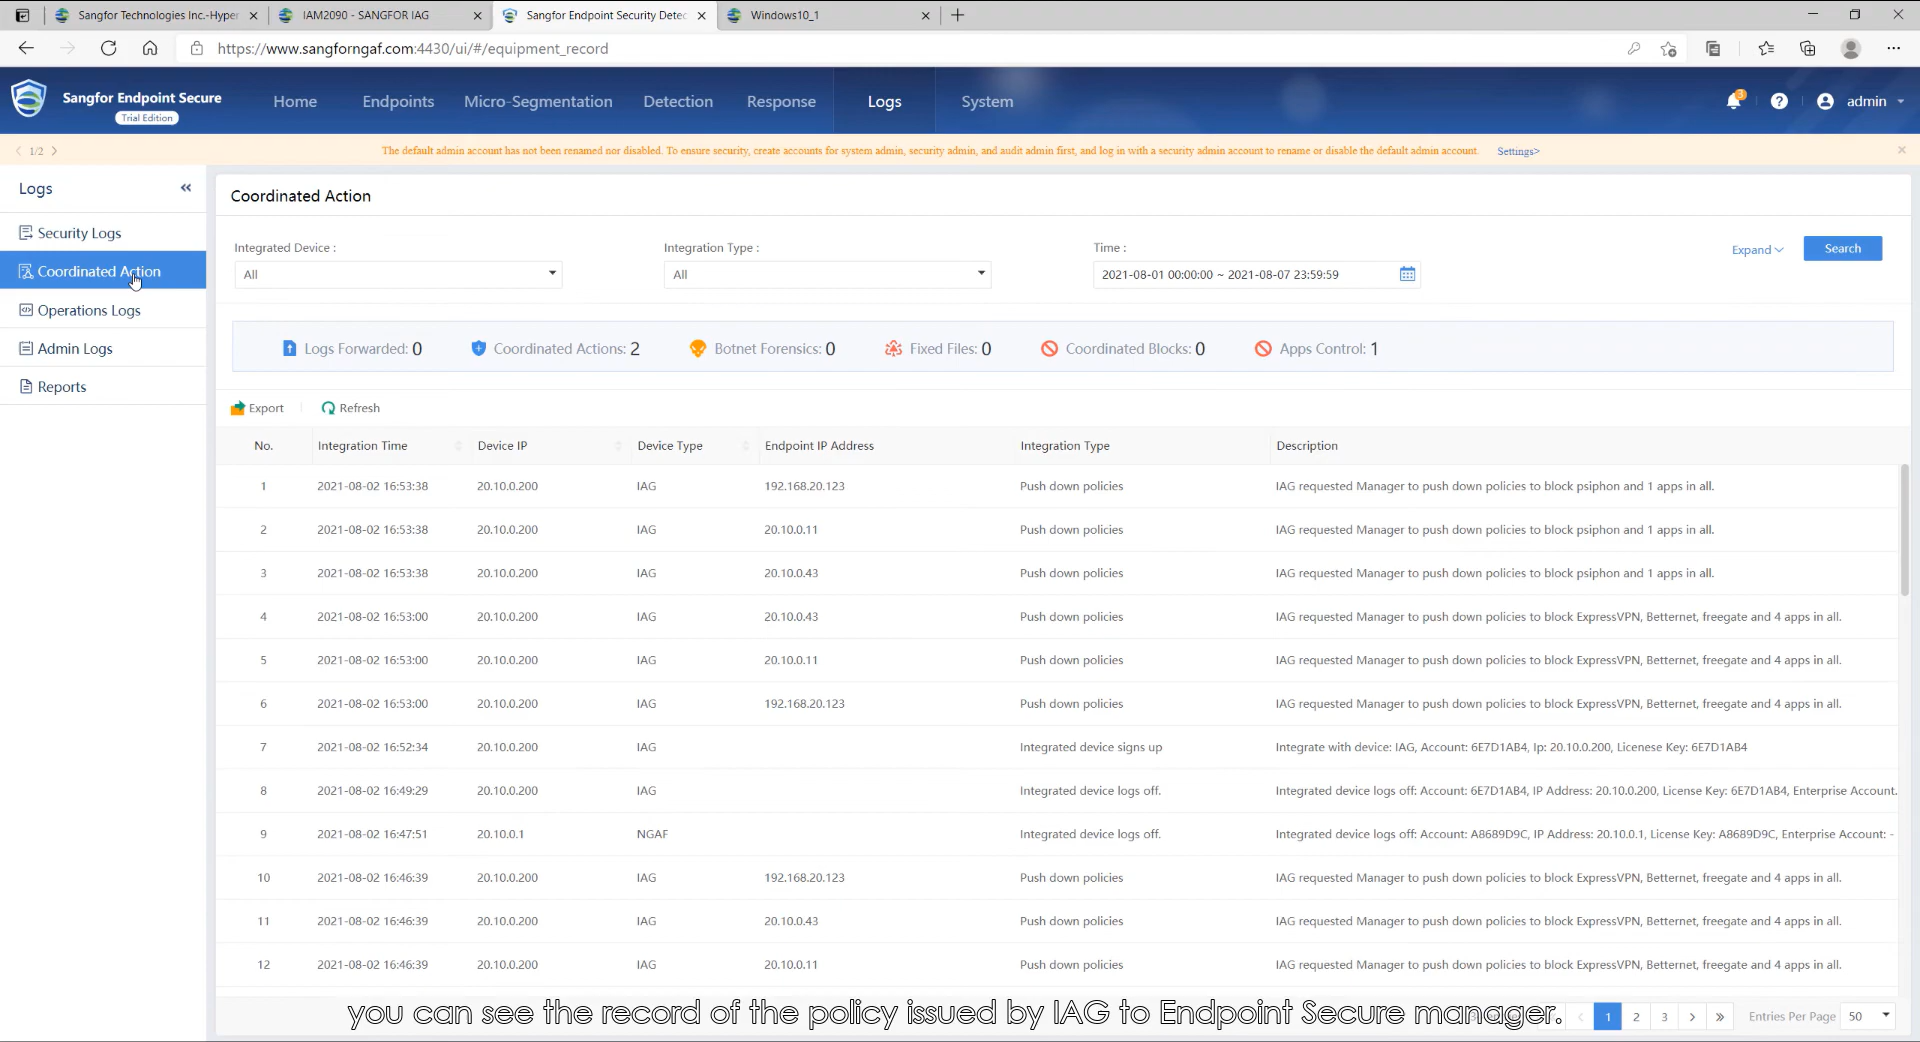 Sangfor Technologies Inc.-Hyper
IAM2090 - SANGFOR IAG
Sangfor Endpoint Security Detec
Windows10_1
https://www.sangforngaf.com:4430/ui/#/equipment_record
Sangfor Endpoint Secure
Trial Edition
Home Endpoints Micro-Segmentation Detection Response Logs System
3
admin
1/2
The default admin account has not been renamed nor disabled. To ensure security, create accounts for system admin, security admin, and audit admin first, and log in with a security admin account to rename or disable the default admin account. Settings>
Logs
Security Logs
Coordinated Action
Operations Logs
Admin Logs
Reports
Coordinated Action
Integrated Device : Integration Type : Time :
All All 2021-08-01 00:00:00 ~ 2021-08-07 23:59:59
Expand Search
Logs Forwarded: 0 Coordinated Actions: 2 Botnet Forensics: 0 Fixed Files: 0 Coordinated Blocks: 0 Apps Control: 1
Export Refresh
No. Integration Time Device IP Device Type Endpoint IP Address Integration Type Description
1 2021-08-02 16:53:38 20.10.0.200 IAG 192.168.20.123 Push down policies IAG requested Manager to push down policies to block psiphon and 1 apps in all.
2 2021-08-02 16:53:38 20.10.0.200 IAG 20.10.0.11 Push down policies IAG requested Manager to push down policies to block psiphon and 1 apps in all.
3 2021-08-02 16:53:38 20.10.0.200 IAG 20.10.0.43 Push down policies IAG requested Manager to push down policies to block psiphon and 1 apps in all.
4 2021-08-02 16:53:00 20.10.0.200 IAG 20.10.0.43 Push down policies IAG requested Manager to push down policies to block ExpressVPN, Betternet, freegate and 4 apps in all.
5 2021-08-02 16:53:00 20.10.0.200 IAG 20.10.0.11 Push down policies IAG requested Manager to push down policies to block ExpressVPN, Betternet, freegate and 4 apps in all.
6 2021-08-02 16:53:00 20.10.0.200 IAG 192.168.20.123 Push down policies IAG requested Manager to push down policies to block ExpressVPN, Betternet, freegate and 4 apps in all.
7 2021-08-02 16:52:34 20.10.0.200 IAG Integrated device signs up Integrate with device: IAG, Account: 6E7D1AB4, Ip: 20.10.0.200, Licenese Key: 6E7D1AB4
8 2021-08-02 16:49:29 20.10.0.200 IAG Integrated device logs off. Integrated device logs off: Account: 6E7D1AB4, IP Address: 20.10.0.200, License Key: 6E7D1AB4, Enterprise Account.
9 2021-08-02 16:47:51 20.10.0.1 NGAF Integrated device logs off. Integrated device logs off: Account: A8689D9C, IP Address: 20.10.0.1, License Key: A8689D9C, Enterprise Account: -
10 2021-08-02 16:46:39 20.10.0.200 IAG 192.168.20.123 Push down policies IAG requested Manager to push down policies to block ExpressVPN, Betternet, freegate and 4 apps in all.
11 2021-08-02 16:46:39 20.10.0.200 IAG 20.10.0.43 Push down policies IAG requested Manager to push down policies to block ExpressVPN, Betternet, freegate and 4 apps in all.
12 2021-08-02 16:46:39 20.10.0.200 IAG 20.10.0.11 Push down policies IAG requested Manager to push down policies to block ExpressVPN, Betternet, freegate and 4 apps in all.
you can see the record of the policy issued by IAG to Endpoint Secure manager.
1 2 3 Entries Per Page 50